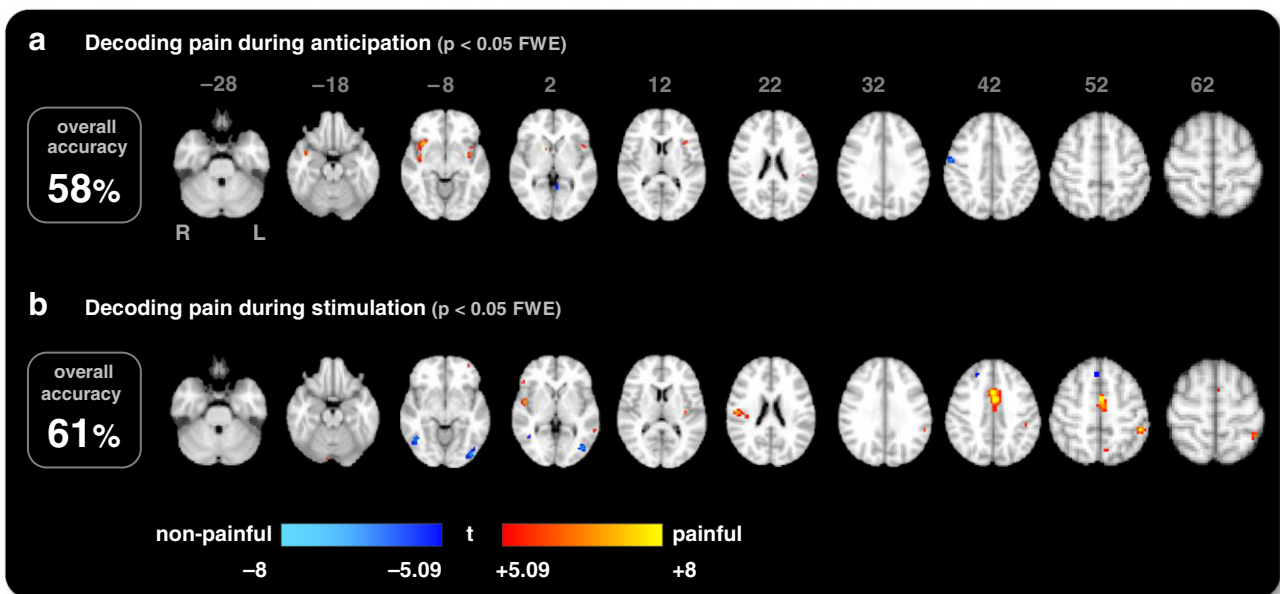 a Decoding pain during anticipation (p < 0.05 FWE)
−28 −18 −8 2 12 22 32 42 52 62
overall
accuracy
58%
R L
b Decoding pain during stimulation (p < 0.05 FWE)
overall
accuracy
61%
non-painful t painful
−8 −5.09 +5.09 +8